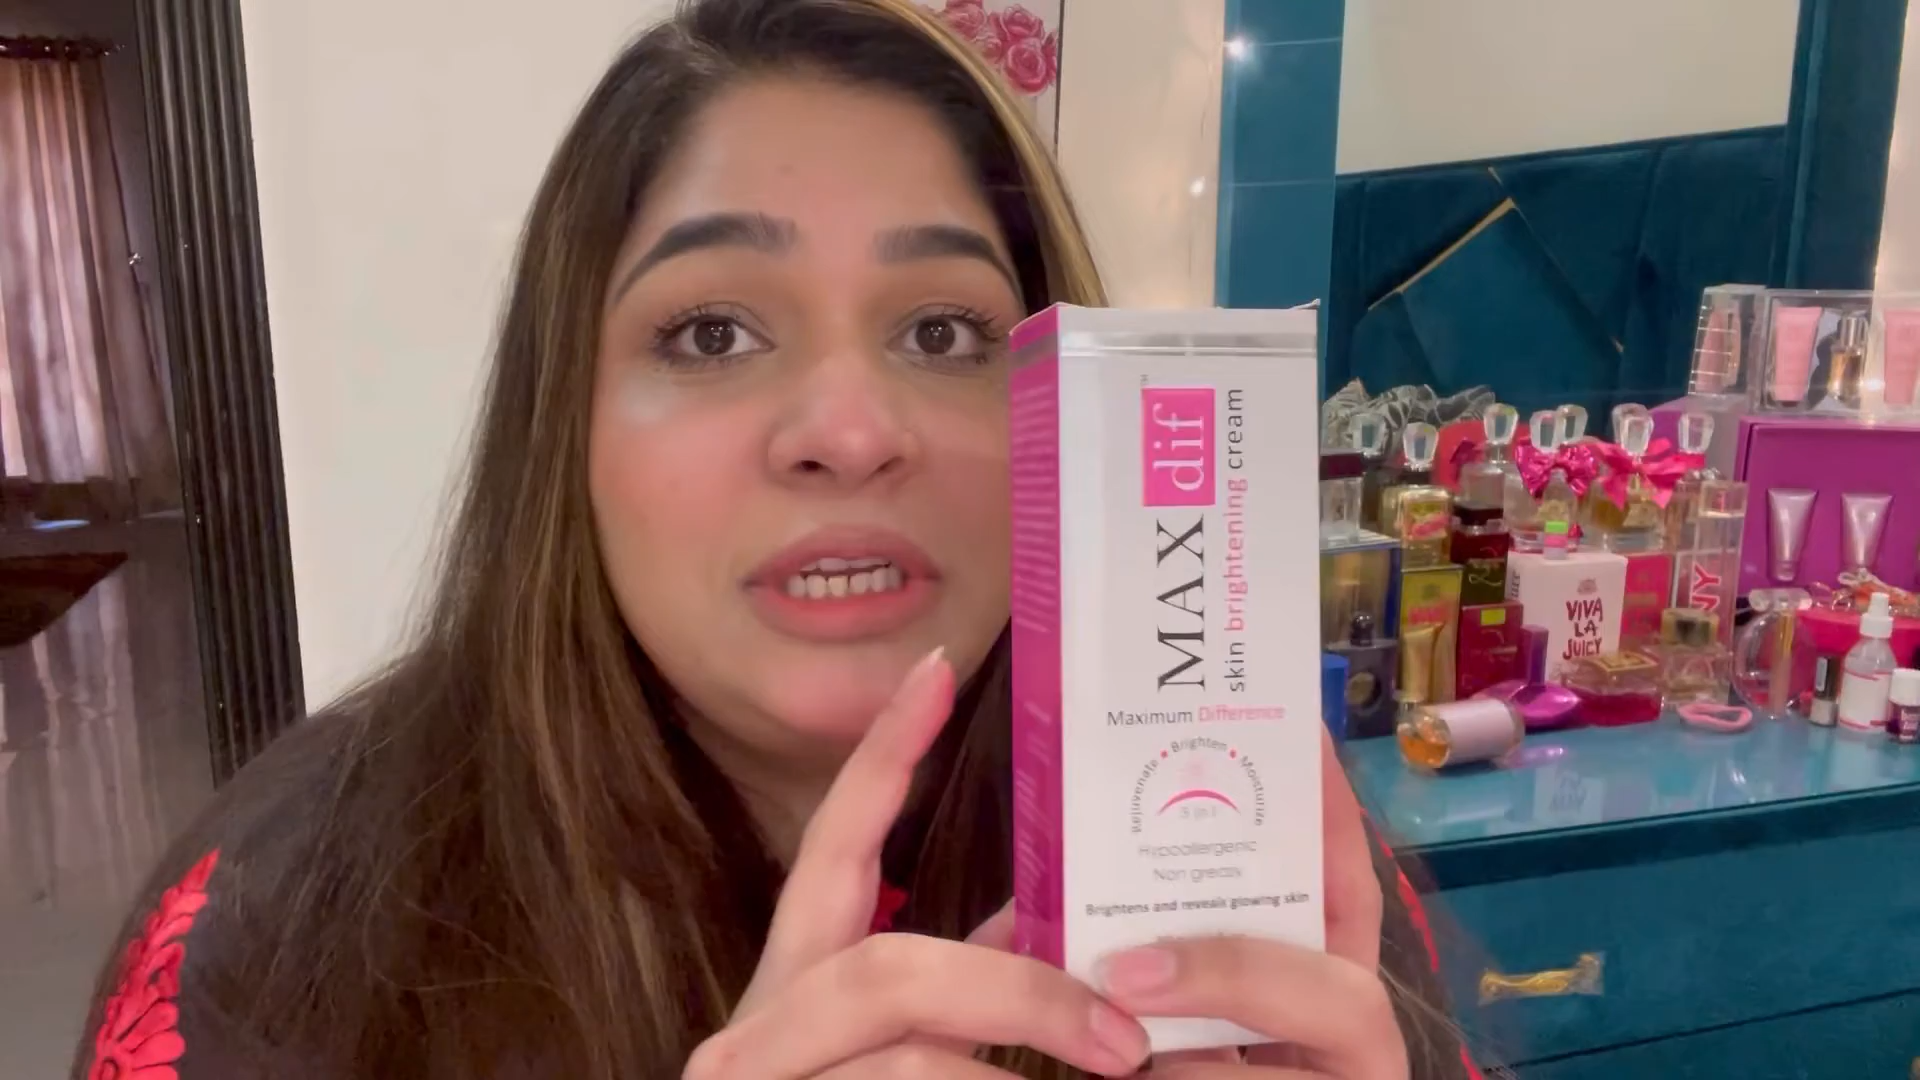 MAX dif™
skin brightening cream
Maximum Difference
Rejuvenate • Brighten • Moisturize
3 in 1
Hypoallergenic
Non greasy
Brightens and reveals glowing skin
VIVA
LA
JUICY